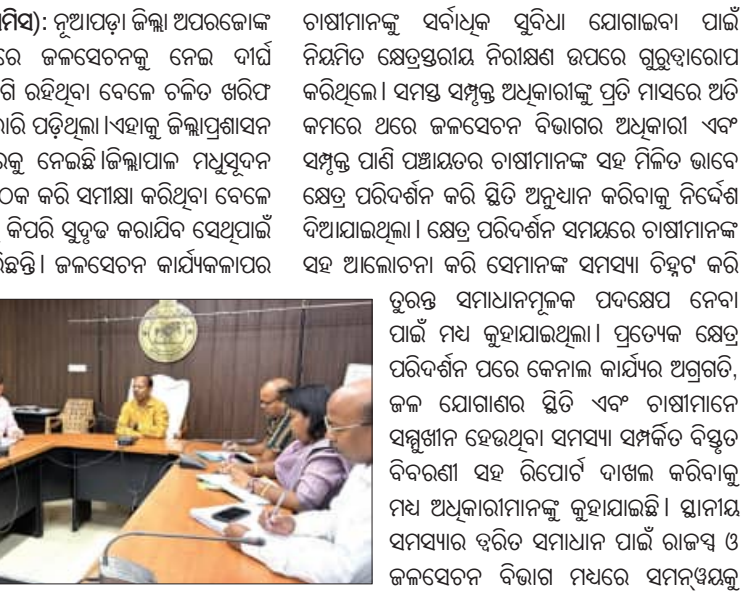 ମିସ): ନୂଆପଡ଼ା ଜିଲ୍ଲା ଅପରଜୋଙ୍କ
ରେ ଜଳସେଚନକୁ ନେଇ ଦୀର୍ଘ
ଗି ରହିଥିବା ବେଳେ ଚଳିତ ଖରିଫ
ାରି ପଡ଼ିଥିଲା।ଏହାକୁ ଜିଲ୍ଲାପ୍ରଶାସନ
କୁ ନେଇଛି।ଜିଲ୍ଲାପାଳ ମଧୁସୂଦନ
ଠକ କରି ସମୀକ୍ଷା କରିଥିବା ବେଳେ
କିପରି ସୁଦୃଢ କରାଯିବ ସେଥିପାଇଁ
ିଛନ୍ତି। ଜଳସେଚନ କାର୍ଯ୍ୟକଳାପର
ଚାଷୀମାନଙ୍କୁ ସର୍ବାଧିକ ସୁବିଧା ଯୋଗାଇବା ପାଇଁ
ନିୟମିତ କ୍ଷେତ୍ରସ୍ତରୀୟ ନିରୀକ୍ଷଣ ଉପରେ ଗୁରୁତ୍ୱାରୋପ
କରିଥିଲେ। ସମସ୍ତ ସମ୍ପୃକ୍ତ ଅଧିକାରୀଙ୍କୁ ପ୍ରତି ମାସରେ ଅତି
କମରେ ଥରେ ଜଳସେଚନ ବିଭାଗର ଅଧିକାରୀ ଏବଂ
ସମ୍ପୃକ୍ତ ପାଣି ପଞ୍ଚାୟତର ଚାଷୀମାନଙ୍କ ସହ ମିଳିତ ଭାବେ
କ୍ଷେତ୍ର ପରିଦର୍ଶନ କରି ସ୍ଥିତି ଅନୁଧ୍ୟାନ କରିବାକୁ ନିର୍ଦ୍ଦେଶ
ଦିଆଯାଇଥିଲା। କ୍ଷେତ୍ର ପରିଦର୍ଶନ ସମୟରେ ଚାଷୀମାନଙ୍କ
ସହ ଆଲୋଚନା କରି ସେମାନଙ୍କ ସମସ୍ୟା ଚିହ୍ନଟ କରି
ତୁରନ୍ତ ସମାଧାନମୂଳକ ପଦକ୍ଷେପ ନେବା
ପାଇଁ ମଧ୍ୟ କୁହାଯାଇଥିଲା। ପ୍ରତ୍ୟେକ କ୍ଷେତ୍ର
ପରିଦର୍ଶନ ପରେ କେନାଲ କାର୍ଯ୍ୟର ଅଗ୍ରଗତି,
ଜଳ ଯୋଗାଣର ସ୍ଥିତି ଏବଂ ଚାଷୀମାନେ
ସମ୍ମୁଖୀନ ହେଉଥିବା ସମସ୍ୟା ସମ୍ପର୍କିତ ବିସ୍ତୃତ
ବିବରଣୀ ସହ ରିପୋର୍ଟ ଦାଖଲ କରିବାକୁ
ମଧ୍ୟ ଅଧିକାରୀମାନଙ୍କୁ କୁହାଯାଇଛି। ସ୍ଥାନୀୟ
ସମସ୍ୟାର ତ୍ୱରିତ ସମାଧାନ ପାଇଁ ରାଜସ୍ୱ ଓ
ଜଳସେଚନ ବିଭାଗ ମଧ୍ୟରେ ସମନ୍ୱୟକୁ